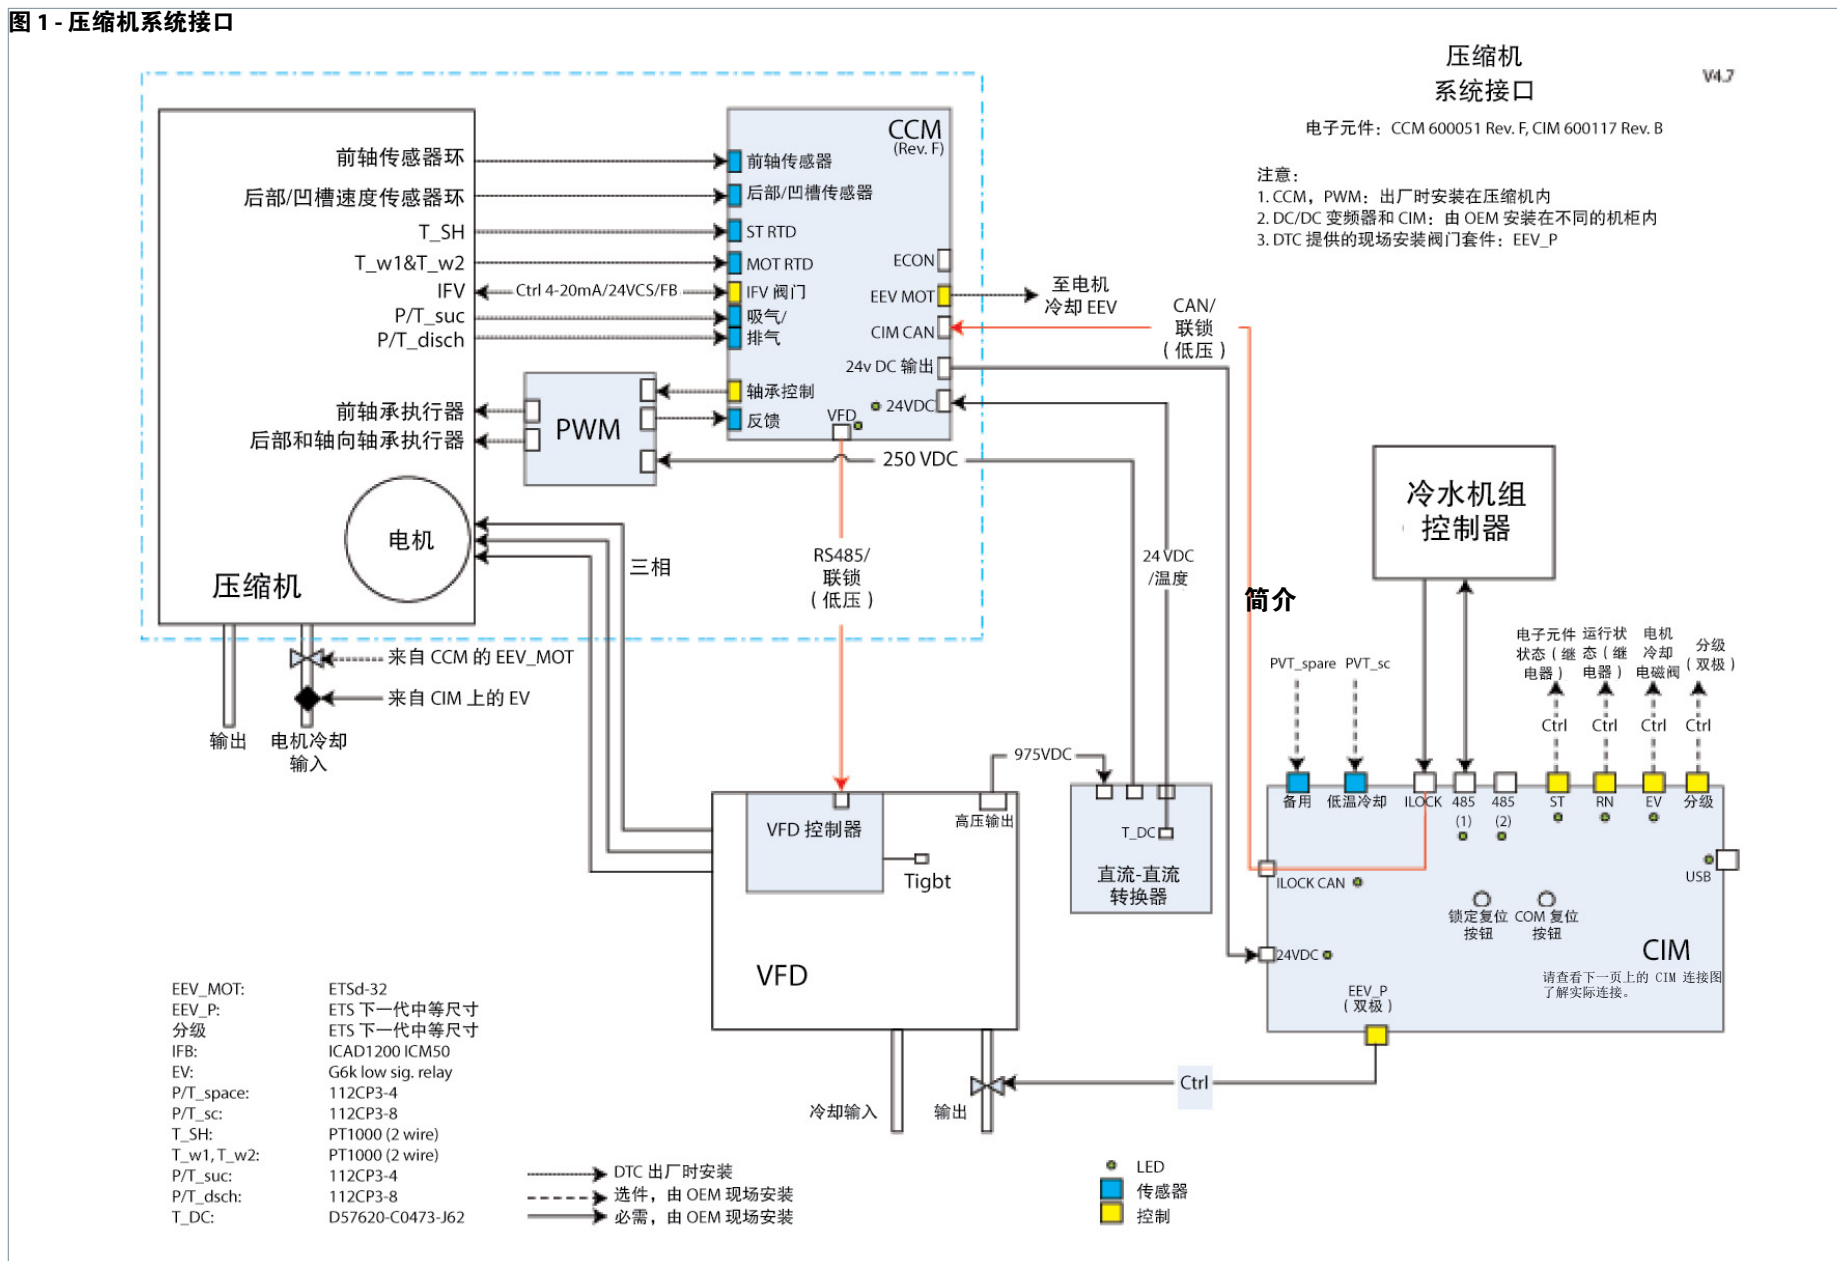 图 1 - 压缩机系统接口
压缩机
系统接口
V4.7
电子元件：CCM 600051 Rev. F, CIM 600117 Rev. B
注意：
1. CCM，PWM：出厂时安装在压缩机内
2. DC/DC 变频器和 CIM：由 OEM 安装在不同的机柜内
3. DTC 提供的现场安装阀门套件：EEV_P
前轴传感器环
后部/凹槽速度传感器环
T_SH
T_w1&T_w2
IFV
P/T_suc
P/T_disch
Ctrl 4-20mA/24VCS/FB
前轴承执行器
后部和轴向轴承执行器
电机
压缩机
CCM
(Rev. F)
前轴传感器
后部/凹槽传感器
ST RTD
MOT RTD
IFV 阀门
吸气/
排气
轴承控制
反馈
ECON
EEV MOT
CIM CAN
24v DC 输出
24VDC
VFD
PWM
250 VDC
至电机
冷却 EEV
CAN/
联锁
（低压）
三相
RS485/
联锁
（低压）
24 VDC
/温度
简介
冷水机组
控制器
来自 CCM 的 EEV_MOT
来自 CIM 上的 EV
输出
电机冷却
输入
975VDC
高压输出
VFD 控制器
Tigbt
VFD
冷却输入
输出
T_DC
直流-直流
转换器
PVT_spare
PVT_sc
电子元件
状态（继
电器）
运行状
态（继
电器）
电机
冷却
电磁阀
分级
（双极）
Ctrl
Ctrl
Ctrl
Ctrl
备用
低温冷却
ILOCK
485
(1)
485
(2)
ST
RN
EV
分级
USB
ILOCK CAN
锁定复位
按钮
COM 复位
按钮
24VDC
CIM
请查看下一页上的 CIM 连接图
了解实际连接。
EEV_P
（双极）
Ctrl
EEV_MOT: ETSd-32
EEV_P: ETS 下一代中等尺寸
分级 ETS 下一代中等尺寸
IFB: ICAD1200 ICM50
EV: G6k low sig. relay
P/T_space: 112CP3-4
P/T_sc: 112CP3-8
T_SH: PT1000 (2 wire)
T_w1, T_w2: PT1000 (2 wire)
P/T_suc: 112CP3-4
P/T_dsch: 112CP3-8
T_DC: D57620-C0473-J62
DTC 出厂时安装
选件，由 OEM 现场安装
必需，由 OEM 现场安装
LED
传感器
控制